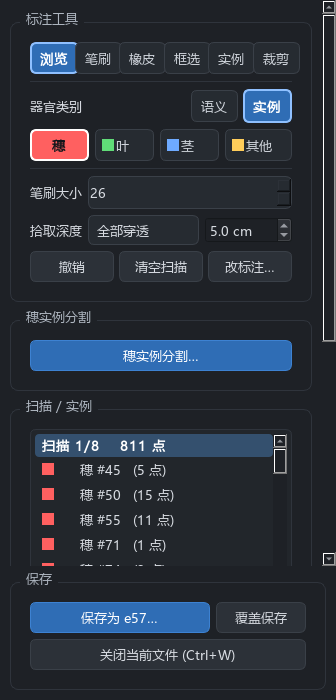 标注工具
浏览 笔刷 橡皮 框选 实例 裁剪
器官类别 语义 实例
穗 叶 茎 其他
笔刷大小 26
拾取深度 全部穿透 5.0 cm
撤销 清空扫描 改标注...
穗实例分割
穗实例分割...
扫描 / 实例
扫描 1/8 811 点
穗 #45 (5 点)
穗 #50 (15 点)
穗 #55 (11 点)
穗 #71 (1 点)
保存
保存为 e57... 覆盖保存
关闭当前文件 (Ctrl+W)